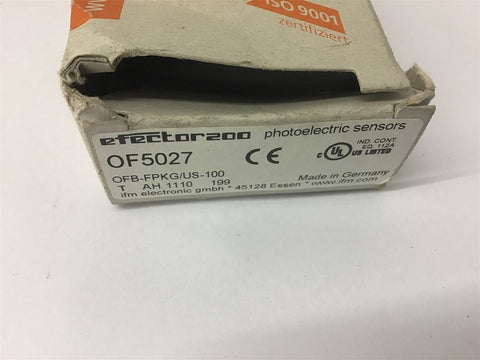 ISO 9001
zertifiziert
efector200 photoelectric sensors
OF5027
CE
UL US LISTED
IND. CONT.
EQ. 11ZA
OFB-FPKG/US-100
T AH 1110 199
Made in Germany
ifm electronic gmbh * 45128 Essen * www.ifm.com